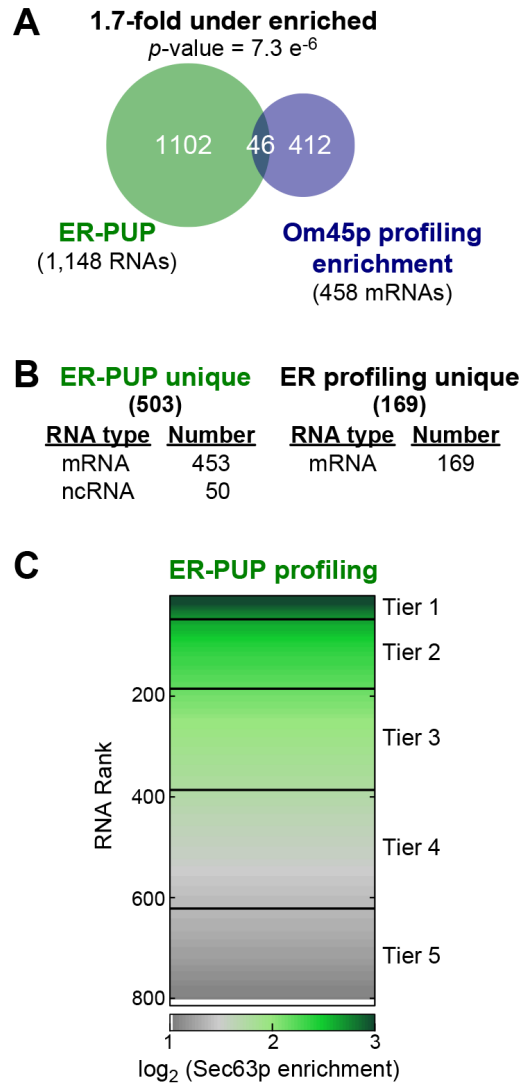 A
1.7-fold under enriched
p-value = 7.3 e-6
1102 46 412
ER-PUP
(1,148 RNAs)
Om45p profiling
enrichment
(458 mRNAs)
B
ER-PUP unique
(503)
RNA type Number
mRNA 453
ncRNA 50
ER profiling unique
(169)
RNA type Number
mRNA 169
C
ER-PUP profiling
Tier 1
Tier 2
Tier 3
Tier 4
Tier 5
RNA Rank
200
400
600
800
1 2 3
log2 (Sec63p enrichment)